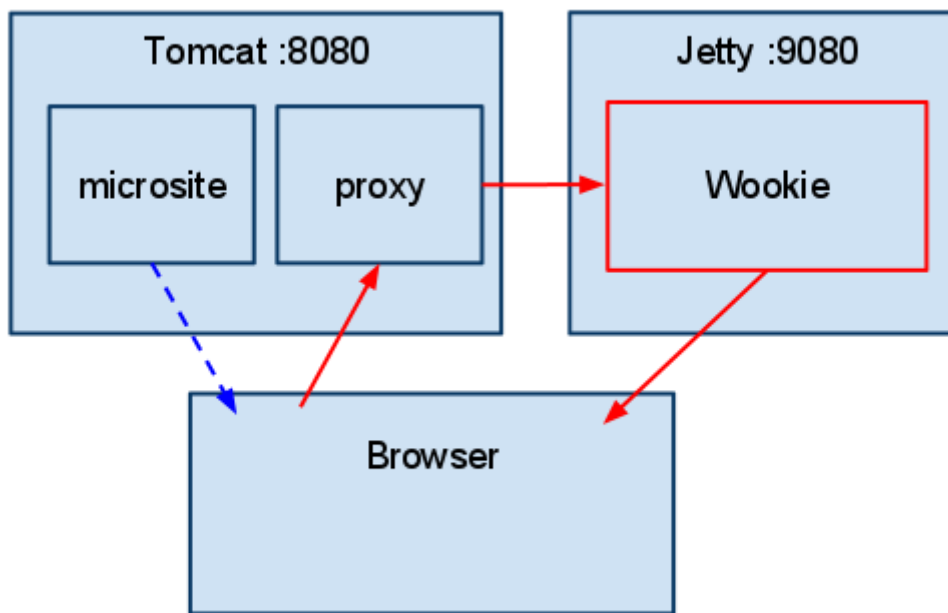 Tomcat :8080
Jetty :9080
microsite
proxy
Wookie
Browser